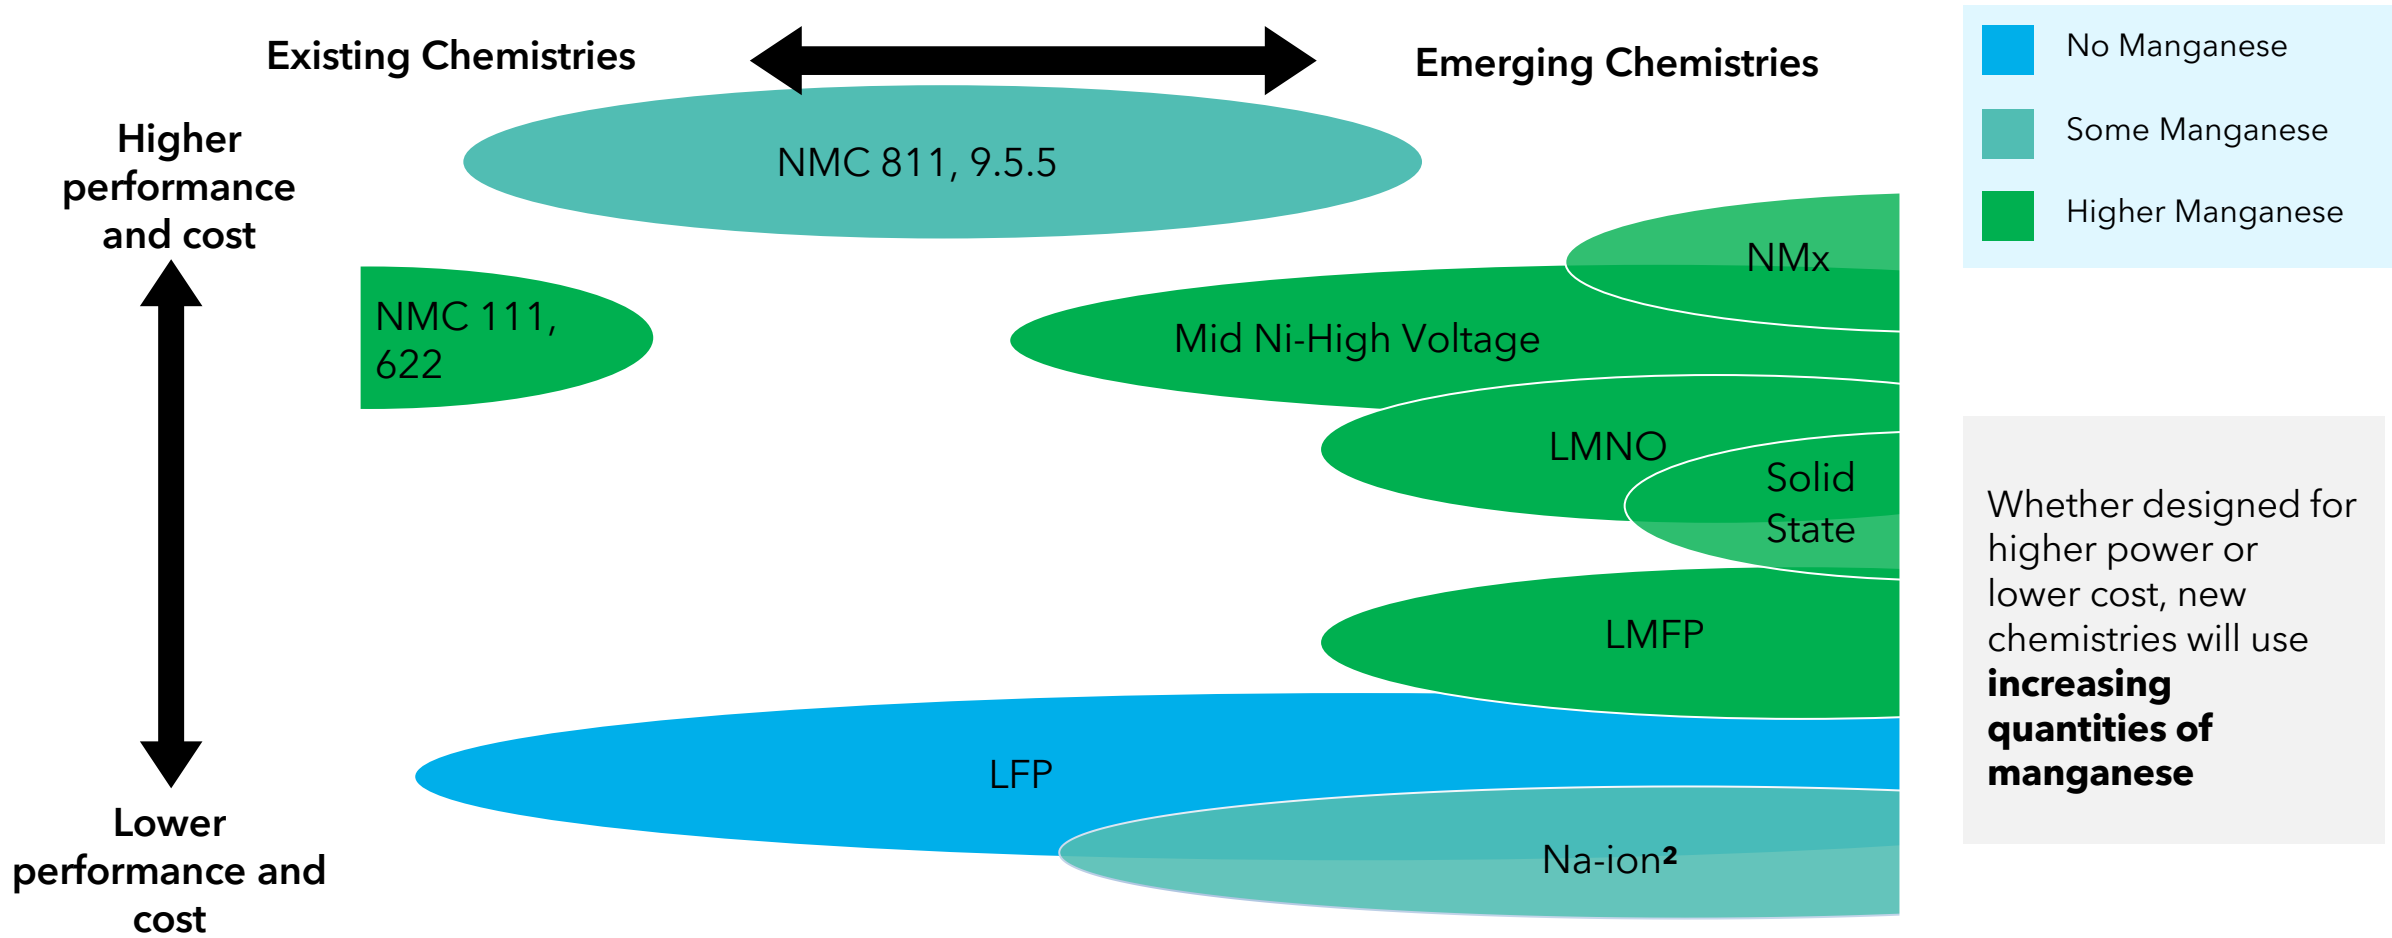 Existing Chemistries
Emerging Chemistries
Higher
performance
and cost
Lower
performance and
cost
NMC 811, 9.5.5
NMx
NMC 111,
622
Mid Ni-High Voltage
LMNO
Solid
State
LMFP
LFP
Na-ion²
No Manganese
Some Manganese
Higher Manganese
Whether designed for
higher power or
lower cost, new
chemistries will use
increasing
quantities of
manganese